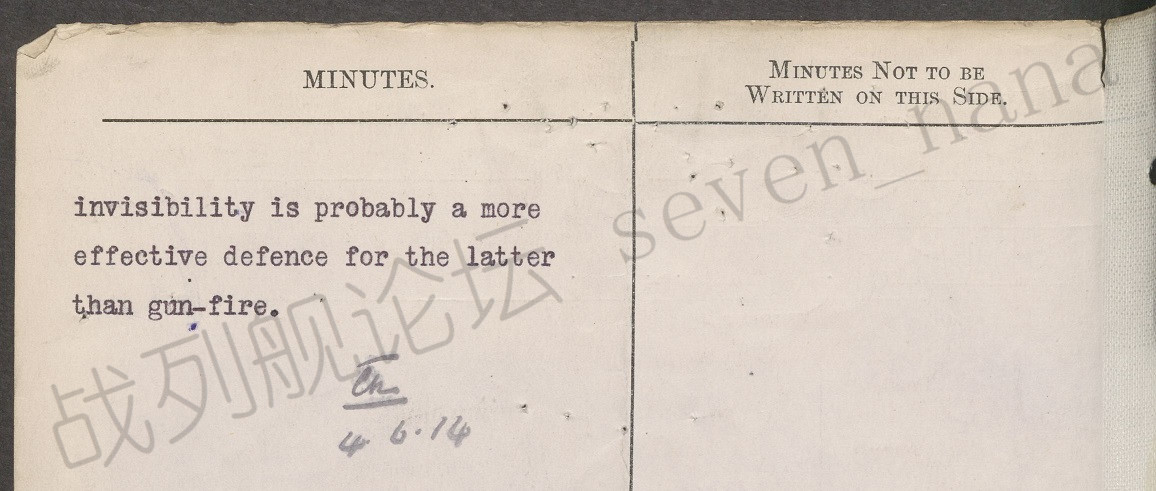 MINUTES.
MINUTES NOT TO BE
WRITTEN ON THIS SIDE.
invisibility is probably a more
effective defence for the latter
than gun-fire.
4 6.14
战列舰论坛 seven_nana